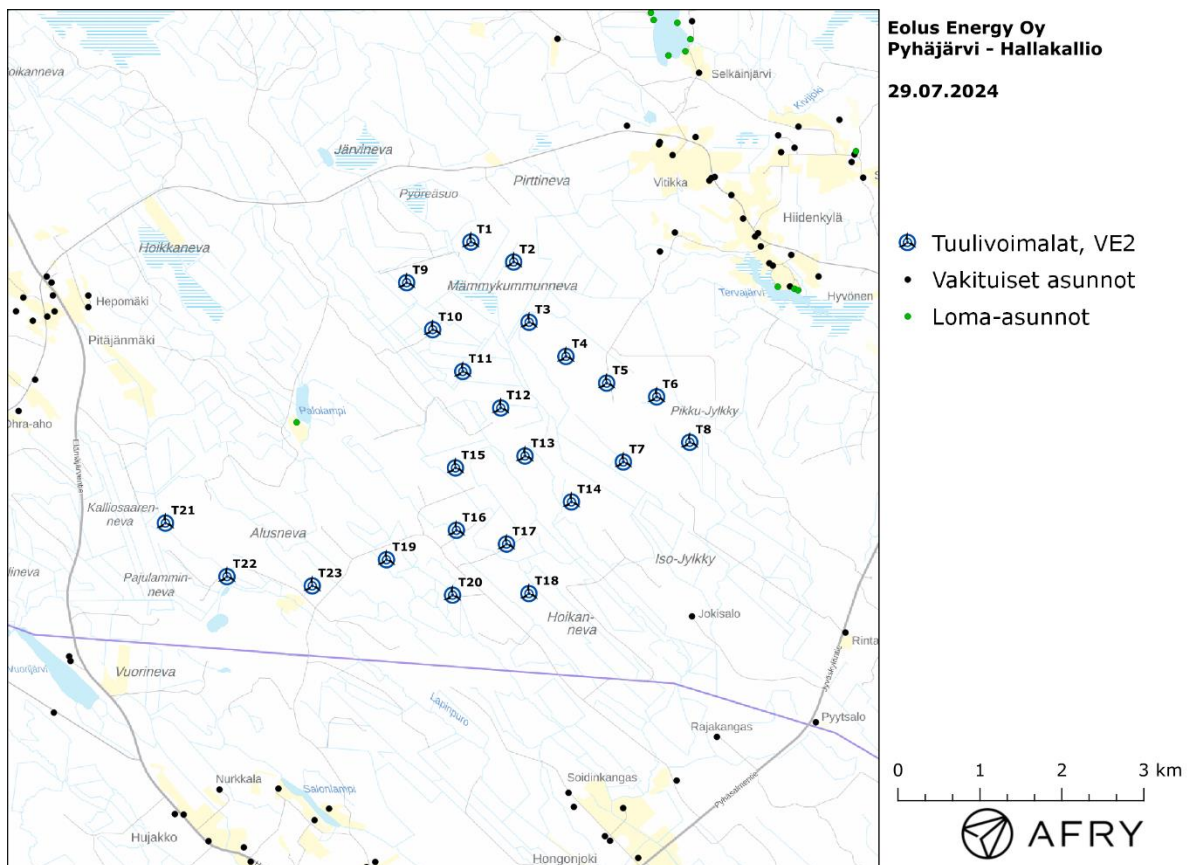 Eolus Energy Oy
Pyhäjärvi - Hallakallio
29.07.2024
Tuulivoimalat, VE2
Vakituiset asunnot
Loma-asunnot
0 1 2 3 km
AFRY
Selkäinjärvi
Kivijoki
Järvineva
Pirttineva
Vitikka
Pyöreäsuo
Hiidenkylä
Hoikkaneva
T1
T2
T9
Mämmykummunneva
Tervajärvi
Hyvönen
Hepomäki
T10
T3
Pitäjänmäki
T4
T11
T5
T6
T12
Pikku-Jylkky
Palolampi
T8
T13
T7
T15
T14
Kalliosaaren-
neva
T21
Alusneva
T16
T17
T19
Iso-Jylkky
Pajulammin-
neva
T22
T23
T20
T18
Hoikan-
neva
Jokisalo
Rinta
Vuorineva
Pyytsalo
Rajakangas
Nurkkala
Soidinkangas
Salonlampi
Hujakko
Hongonjoki
Pyhäsalmentie